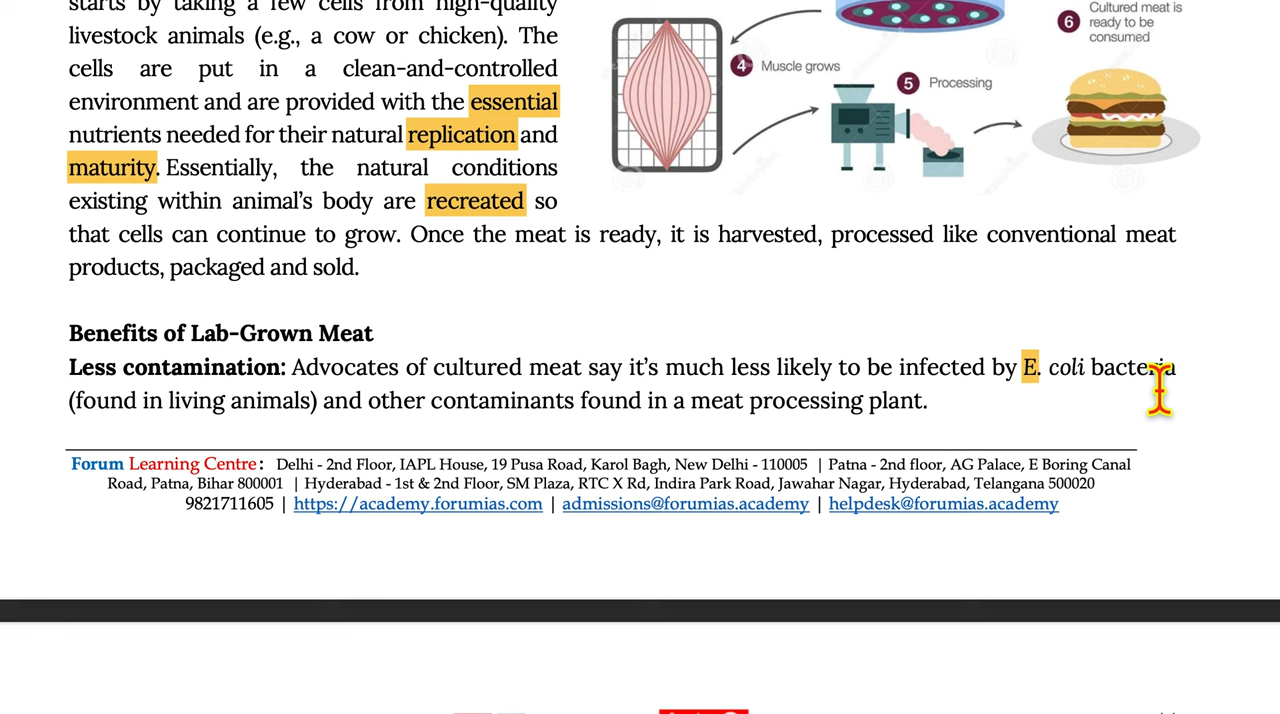 starts by taking a few cells from high-quality
livestock animals (e.g., a cow or chicken). The
cells are put in a clean-and-controlled
environment and are provided with the essential
nutrients needed for their natural replication and
maturity. Essentially, the natural conditions
existing within animal's body are recreated so
that cells can continue to grow. Once the meat is ready, it is harvested, processed like conventional meat
products, packaged and sold.
4 Muscle grows
5 Processing
6 Cultured meat is
ready to be
consumed
Benefits of Lab-Grown Meat
Less contamination: Advocates of cultured meat say it's much less likely to be infected by E. coli bacteria
(found in living animals) and other contaminants found in a meat processing plant.
Forum Learning Centre: Delhi - 2nd Floor, IAPL House, 19 Pusa Road, Karol Bagh, New Delhi - 110005 | Patna - 2nd floor, AG Palace, E Boring Canal
Road, Patna, Bihar 800001 | Hyderabad - 1st & 2nd Floor, SM Plaza, RTC X Rd, Indira Park Road, Jawahar Nagar, Hyderabad, Telangana 500020
9821711605 | https://academy.forumias.com | admissions@forumias.academy | helpdesk@forumias.academy